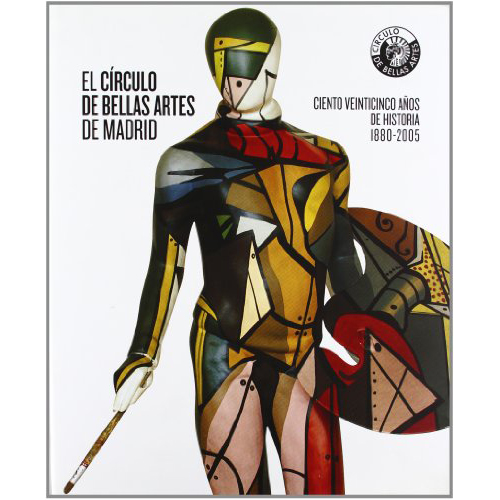 EL CÍRCULO
DE BELLAS ARTES
DE MADRID
CÍRCULO
DE BELLAS ARTES
CIENTO VEINTICINCO AÑOS
DE HISTORIA
1880-2005